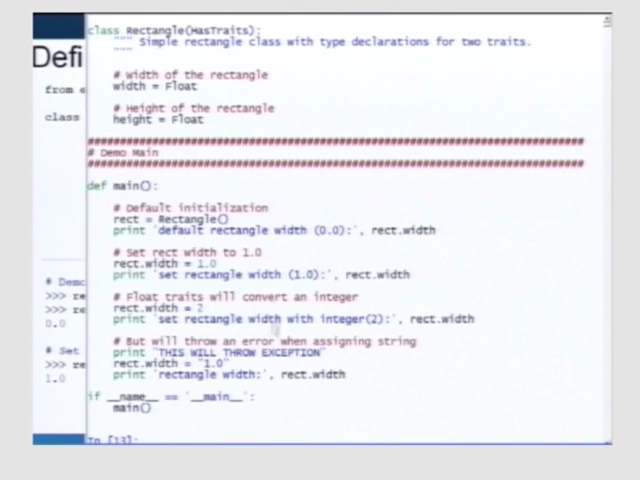 class Rectangle(HasTraits):
""" Simple rectangle class with type declarations for two traits.
"""
# Width of the rectangle
width = Float
# Height of the rectangle
height = Float
################################################################################
# Demo Main
################################################################################
def main():
# Default initialization
rect = Rectangle()
print 'default rectangle width (0.0):', rect.width
# Set rect width to 1.0
rect.width = 1.0
print 'set rectangle width (1.0):', rect.width
# Float traits will convert an integer
rect.width = 2
print 'set rectangle width with integer(2):', rect.width
# But will throw an error when assigning string
print "THIS WILL THROW EXCEPTION"
rect.width = "1.0"
print 'rectangle width:', rect.width
if __name__ == '__main__':
main()
In [13]:
Defi
from e
class
# Demo
>>> re
>>> re
0.0
# Set
>>> re
1.0